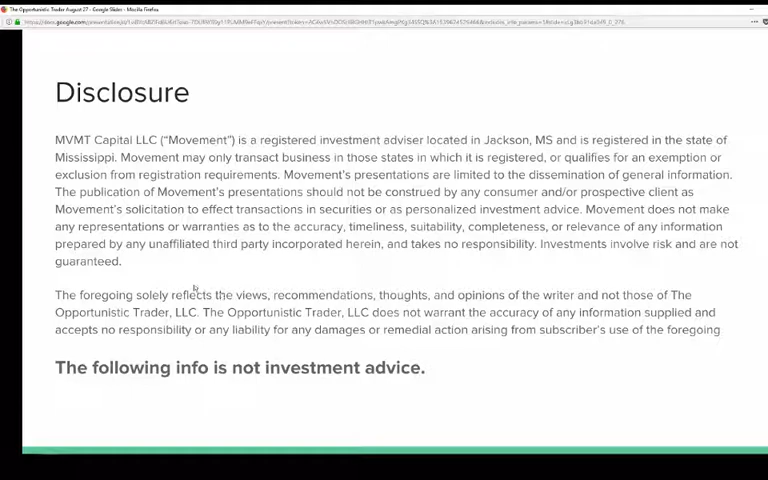 The Opportunistic Trader August 27 - Google Slides - Mozilla Firefox
Disclosure
MVMT Capital LLC (“Movement”) is a registered investment adviser located in Jackson, MS and is registered in the state of
Mississippi. Movement may only transact business in those states in which it is registered, or qualifies for an exemption or
exclusion from registration requirements. Movement’s presentations are limited to the dissemination of general information.
The publication of Movement’s presentations should not be construed by any consumer and/or prospective client as
Movement’s solicitation to effect transactions in securities or as personalized investment advice. Movement does not make
any representations or warranties as to the accuracy, timeliness, suitability, completeness, or relevance of any information
prepared by any unaffiliated third party incorporated herein, and takes no responsibility. Investments involve risk and are not
guaranteed.
The foregoing solely reflects the views, recommendations, thoughts, and opinions of the writer and not those of The
Opportunistic Trader, LLC. The Opportunistic Trader, LLC does not warrant the accuracy of any information supplied and
accepts no responsibility or any liability for any damages or remedial action arising from subscriber’s use of the foregoing
The following info is not investment advice.